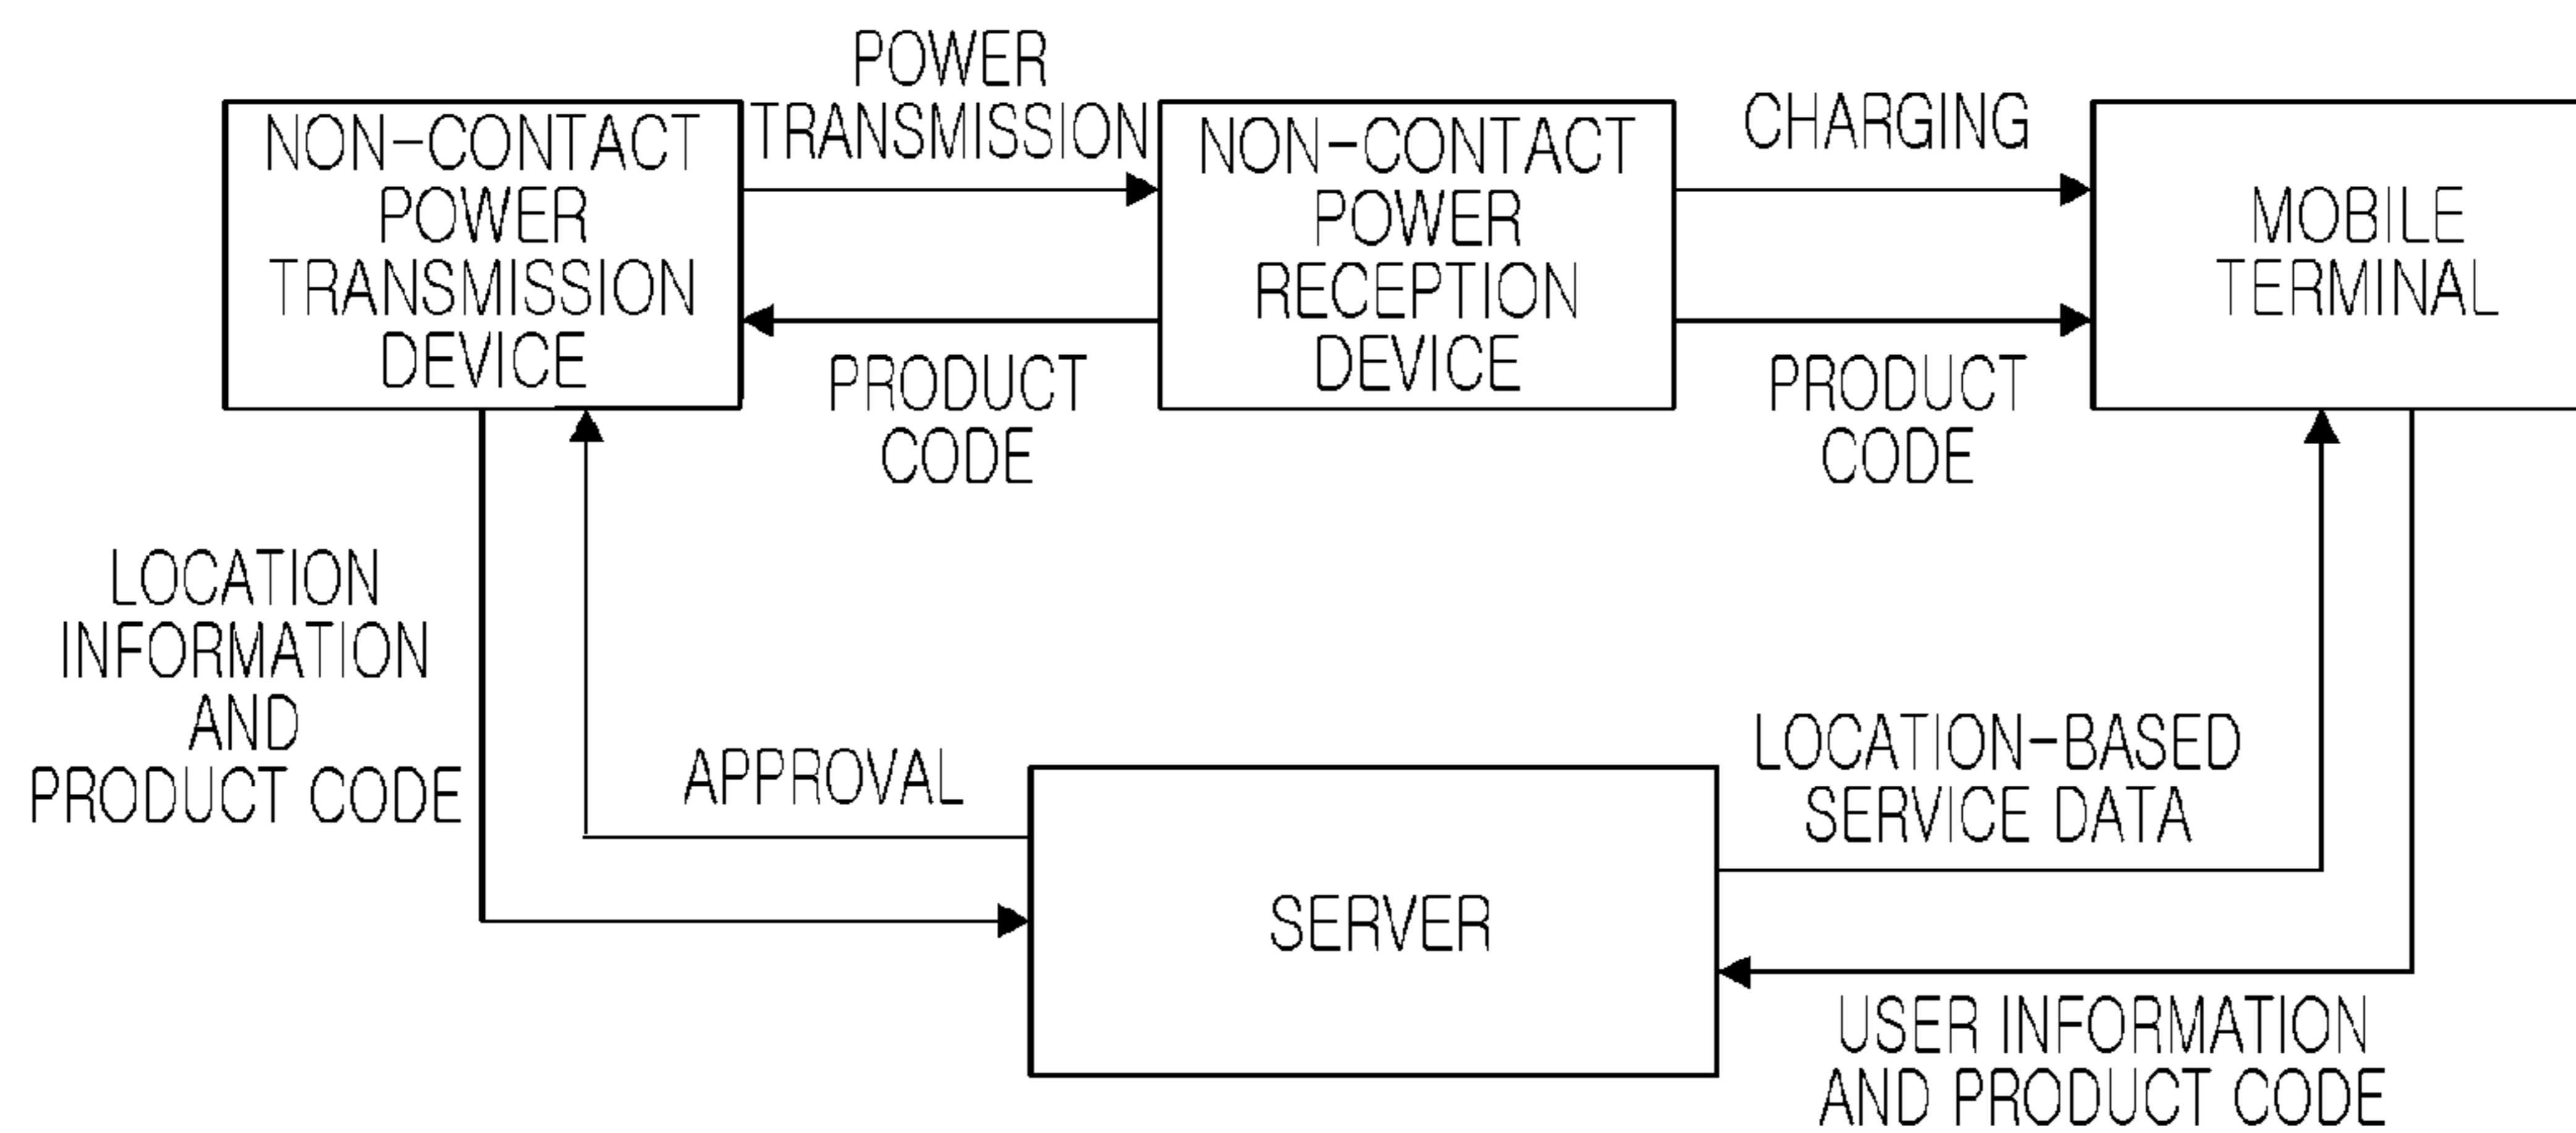 POWER
TRANSMISSION
NON-CONTACT
POWER
TRANSMISSION
DEVICE
NON-CONTACT
POWER
RECEPTION
DEVICE
CHARGING
MOBILE
TERMINAL
PRODUCT
CODE
PRODUCT
CODE
LOCATION
INFORMATION
AND
PRODUCT CODE
APPROVAL
SERVER
LOCATION-BASED
SERVICE DATA
USER INFORMATION
AND PRODUCT CODE